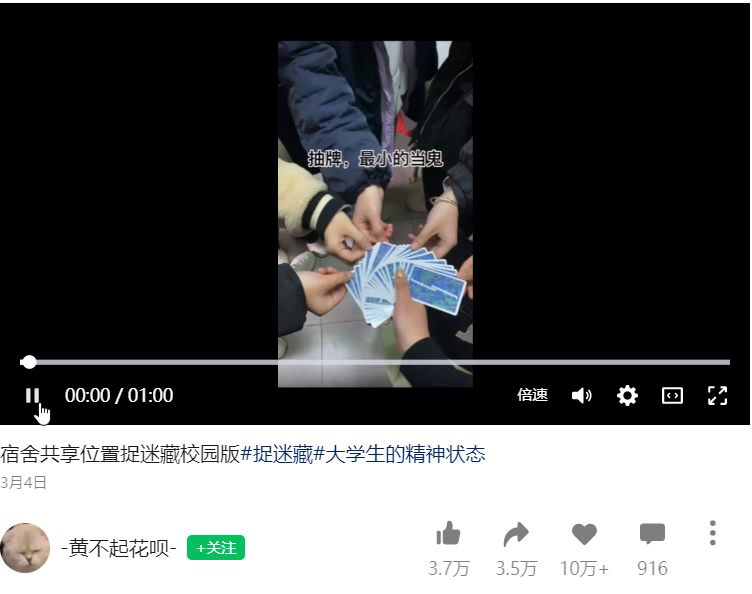 抽牌，最小的当鬼
00:00 / 01:00
倍速
宿舍共享位置捉迷藏校园版#捉迷藏#大学生的精神状态
3月4日
-黄不起花呗-
+关注
3.7万
3.5万
10万+
916